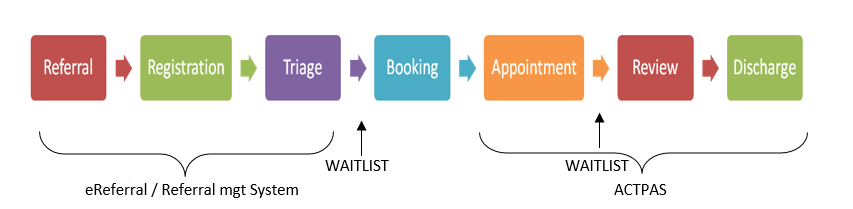 Referral
Registration
Triage
Booking
Appointment
Review
Discharge
WAITLIST
WAITLIST
eReferral / Referral mgt System
ACTPAS